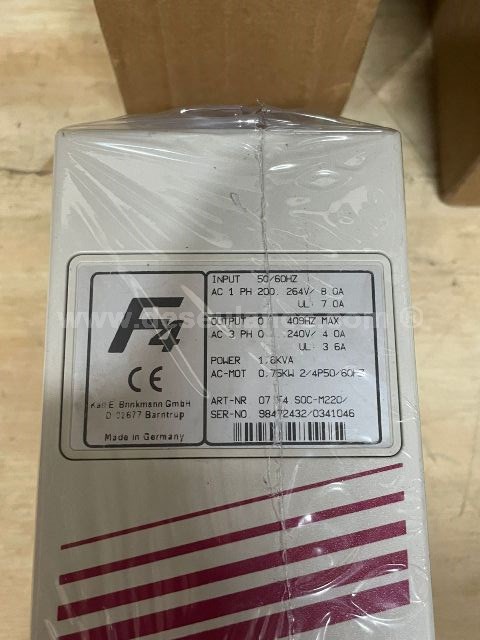 F4
CE
Karl E. Brinkmann GmbH
D-32677 Barntrup
Made in Germany
INPUT 50/60HZ
AC 1 PH 200. 264V/ 8.0A
UL: 7.0A
OUTPUT 0 409HZ MAX
AC 3 PH 0 240V/ 4.0A
UL: 3.6A
POWER 1,6KVA
AC-MOT 0,75KW 2/4P50/60HZ
ART-NR 07 F4 S0C-M220/
SER-NO 98472432/0341046